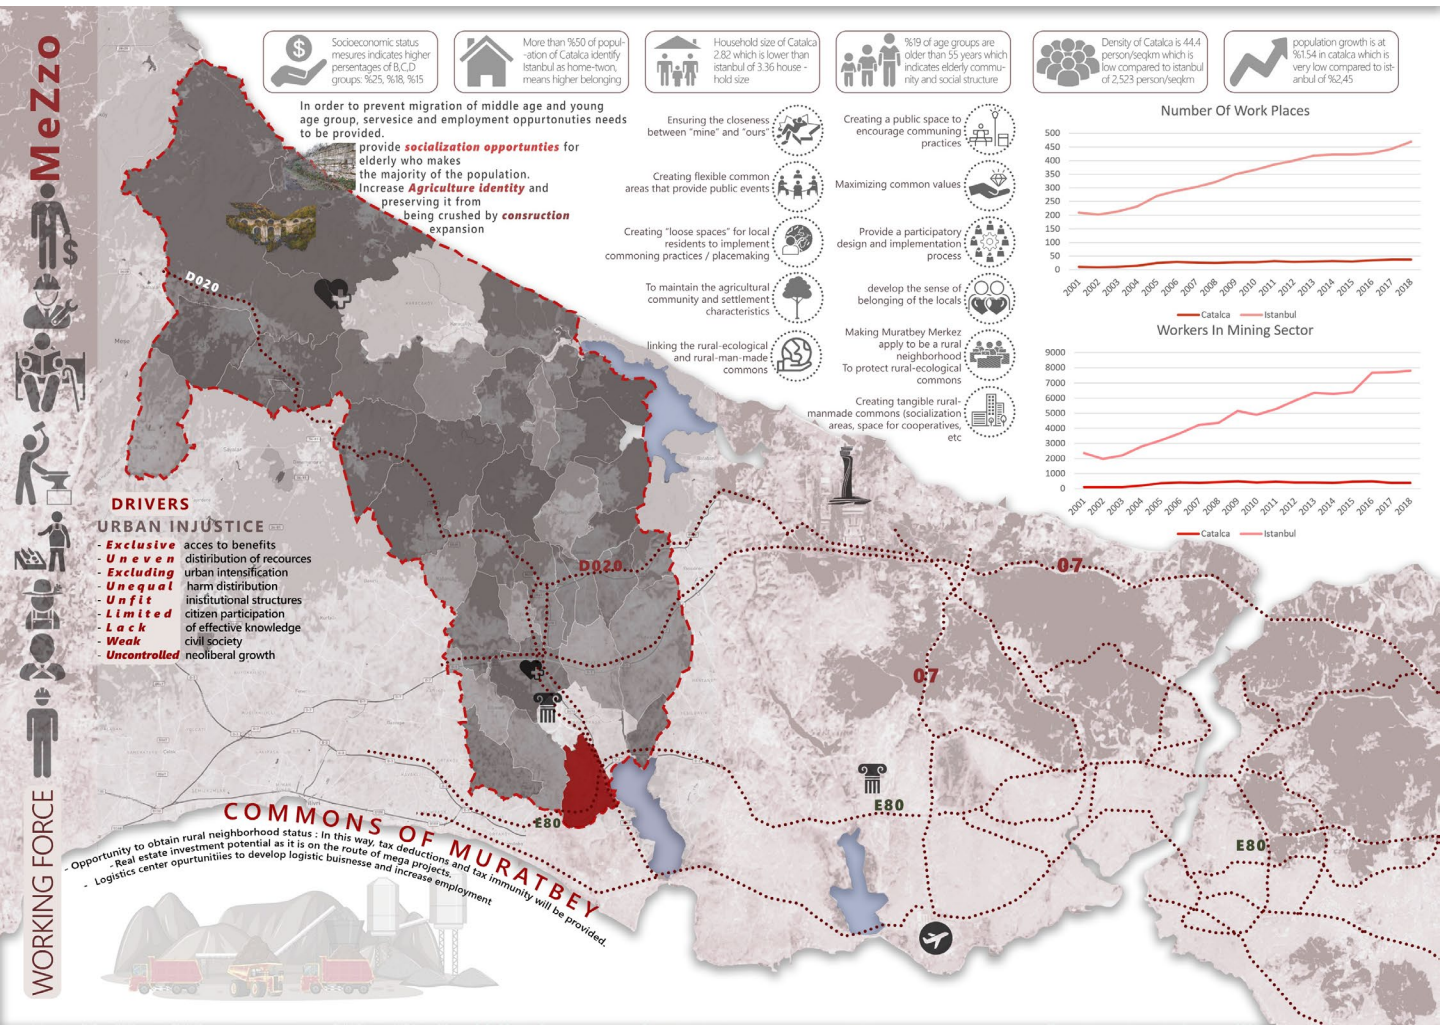 MeZzo
WORKING FORCE
Socioeconomic status
mesures indicates higher
percentages of B,C,D
groups: %25, %18, %15
More than %50 of popul-
-ation of Catalca identify
Istanbul as home-twon,
means higher belonging
Household size of Catalca
2.82 which is lower than
istanbul of 3.36 house -
hold size
%19 of age groups are
older than 55 years which
indicates elderly commu-
nity and social structure
Density of Catalca is 44.4
person/seqkm which is
low compared to istanbul
of 2,523 person/seqkm
population growth is at
%1.54 in catalca which is
very low compared to ist-
anbul of %2,45
In order to prevent migration of middle age and young
age group, servesice and employment oppurtonuties needs
to be provided.
provide socialization opportunties for
elderly who makes
the majority of the population.
Increase Agriculture identity and
preserving it from
being crushed by consruction
expansion
Ensuring the closeness
between "mine" and "ours"
Creating flexible common
areas that provide public events
Creating "loose spaces" for local
residents to implement
commoning practices / placemaking
To maintain the agricultural
community and settlement
characteristics
linking the rural-ecological
and rural-man-made
commons
Creating a public space to
encourage communing
practices
Maximizing common values
Provide a participatory
design and implementation
process
develop the sense of
belonging of the locals
Making Muratbey Merkez
apply to be a rural
neighborhood
To protect rural-ecological
commons
Creating tangible rural-
manmade commons (socialization
areas, space for cooperatives,
etc
Number Of Work Places
500
450
400
350
300
250
200
150
100
50
0
2001 2002 2003 2004 2005 2006 2007 2008 2009 2010 2011 2012 2013 2014 2015 2016 2017 2018
Catalca Istanbul
Workers In Mining Sector
9000
8000
7000
6000
5000
4000
3000
2000
1000
0
2001 2002 2003 2004 2005 2006 2007 2008 2009 2010 2011 2012 2013 2014 2015 2016 2017 2018
Catalca Istanbul
D020
D020
07
07
E80
E80
E80
DRIVERS
URBAN INJUSTICE
- Exclusive acces to benefits
- Uneven distribution of recources
- Excluding urban intensification
- Unequal harm distribution
- Unfit inistitutional structures
- Limited citizen participation
- Lack of effective knowledge
- Weak civil society
- Uncontrolled neoliberal growth
COMMONS OF MURATBEY
- Opportunity to obtain rural neighborhood status : In this way, tax deductions and tax immunity will be provided.
- Real estate investment potential as it is on the route of mega projects.
- Logistics center opurtunitiies to develop logistic buisnesse and increase employment